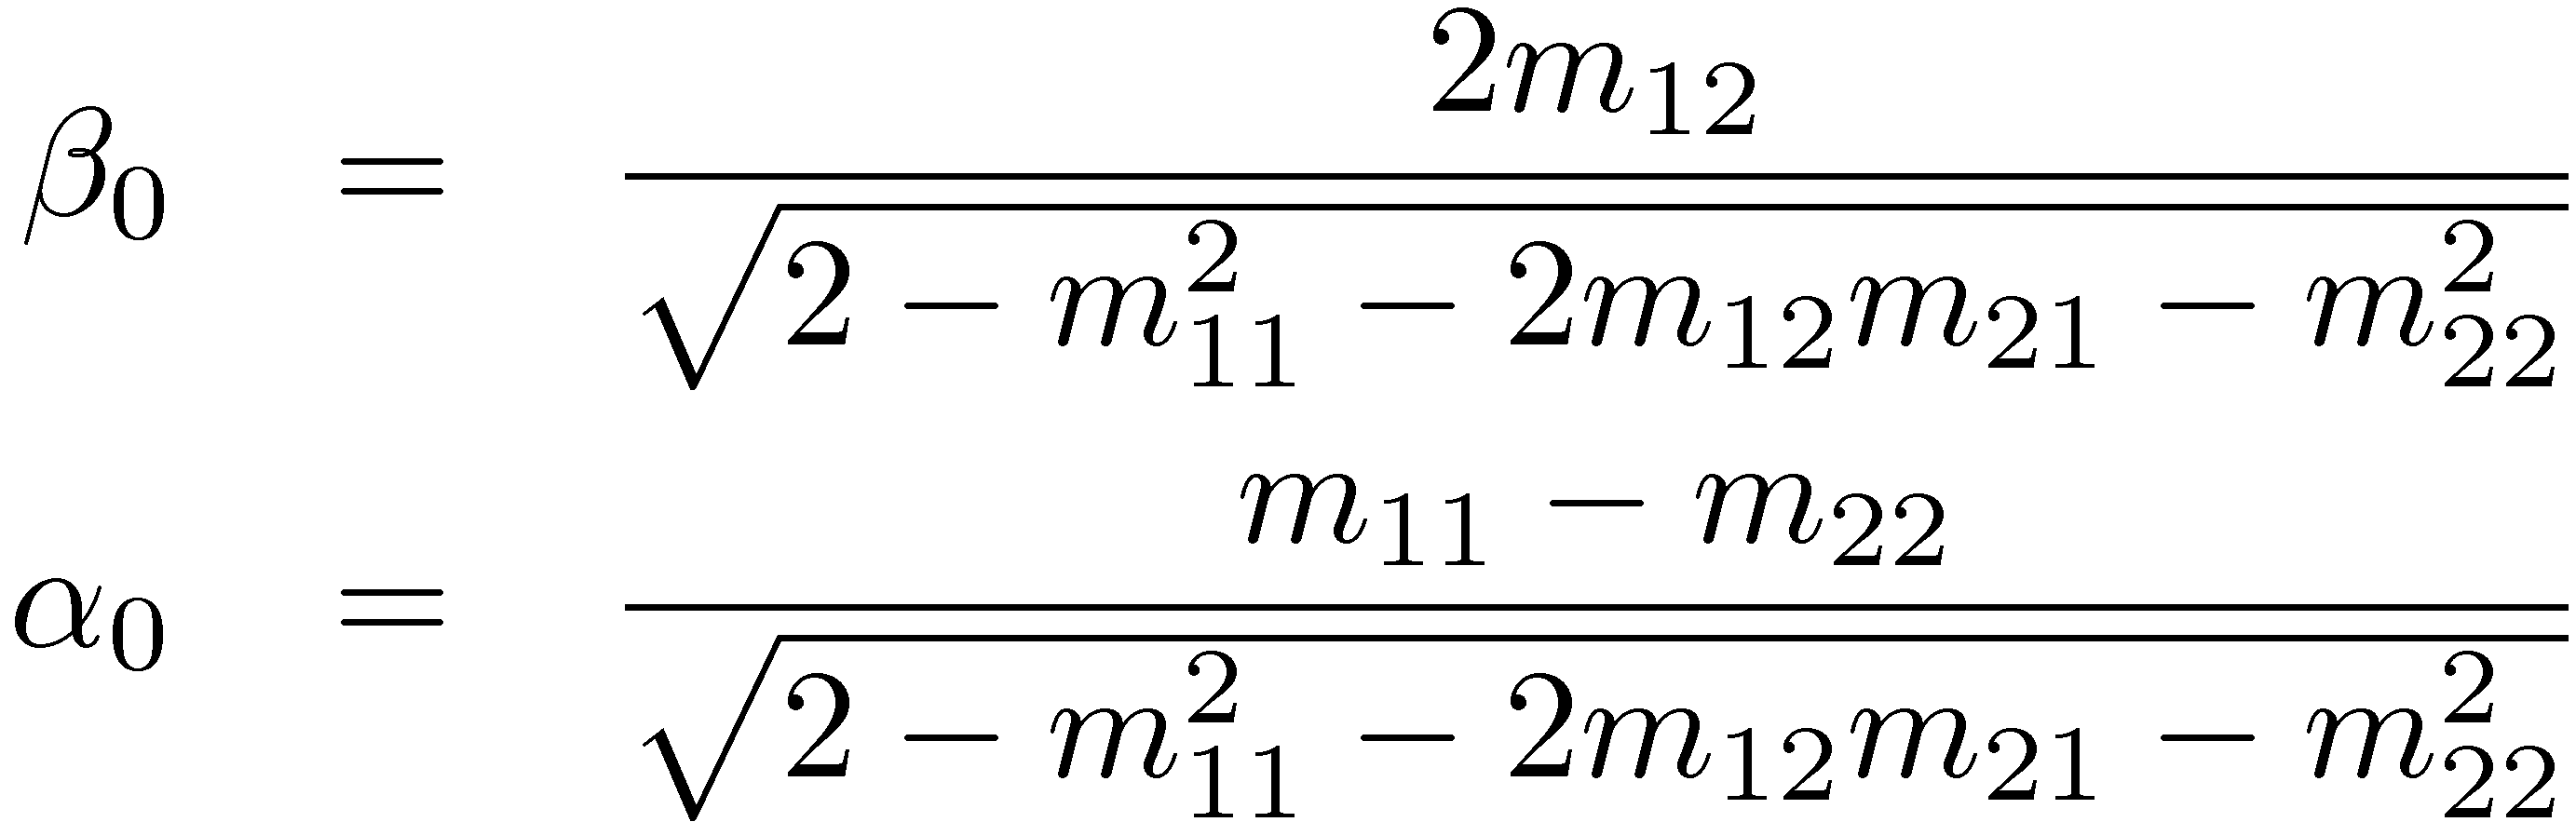 β₀ = 2m₁₂ / √(2 − m₁₁² − 2m₁₂m₂₁ − m₂₂²)
α₀ = (m₁₁ − m₂₂) / √(2 − m₁₁² − 2m₁₂m₂₁ − m₂₂²)